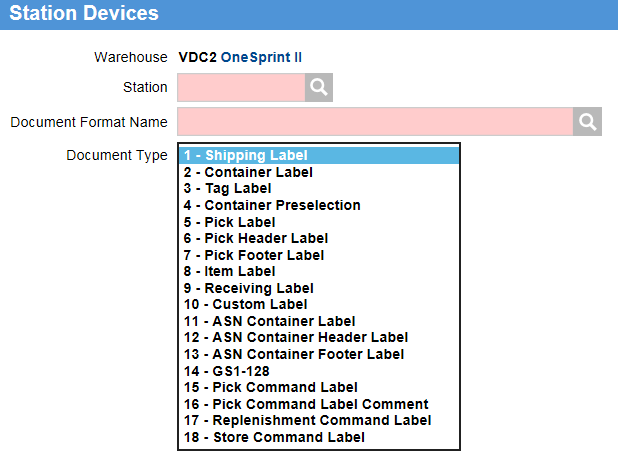 Station Devices
Warehouse VDC2 OneSprint II
Station
Document Format Name
Document Type
1 - Shipping Label
2 - Container Label
3 - Tag Label
4 - Container Preselection
5 - Pick Label
6 - Pick Header Label
7 - Pick Footer Label
8 - Item Label
9 - Receiving Label
10 - Custom Label
11 - ASN Container Label
12 - ASN Container Header Label
13 - ASN Container Footer Label
14 - GS1-128
15 - Pick Command Label
16 - Pick Command Label Comment
17 - Replenishment Command Label
18 - Store Command Label